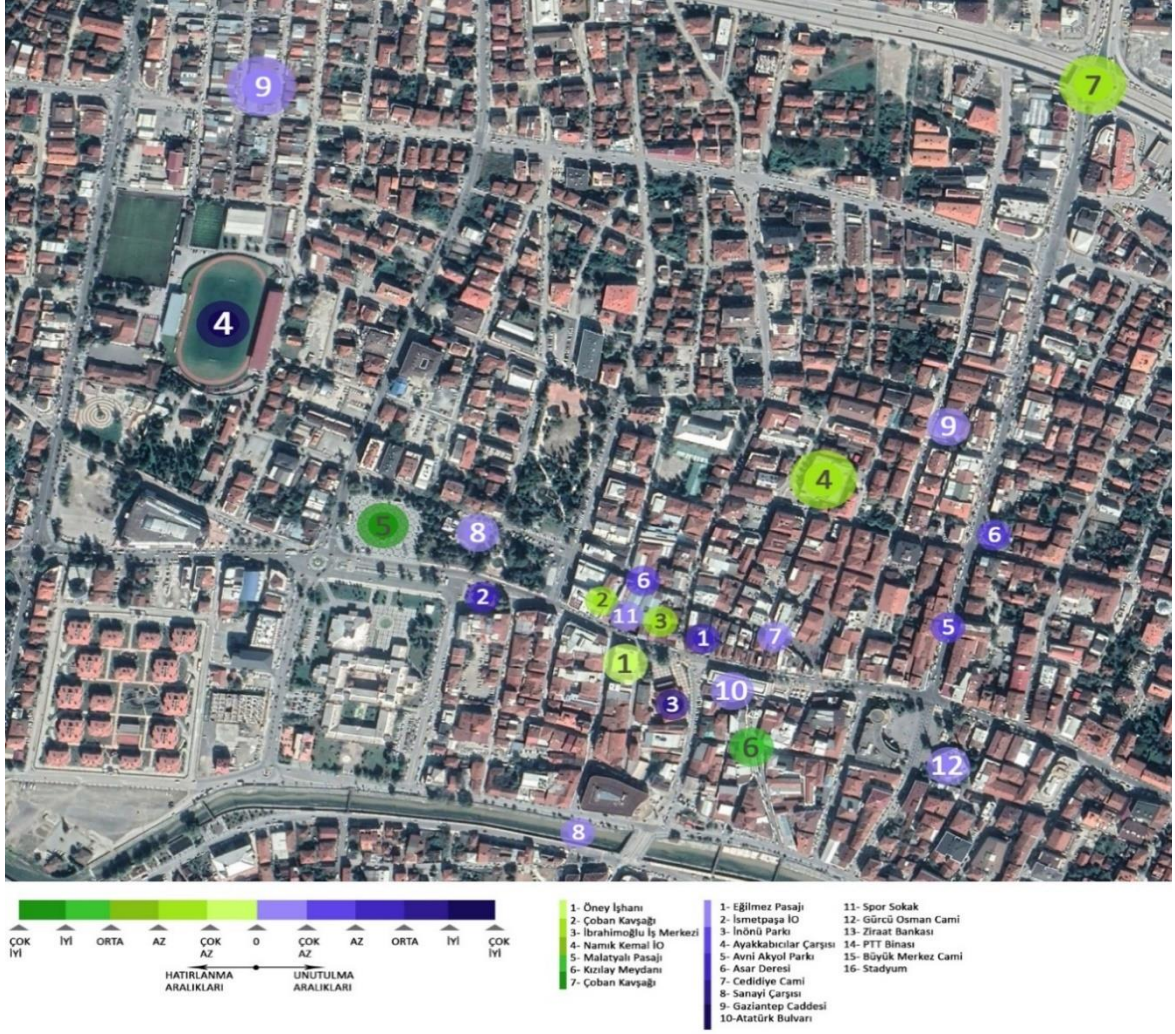 9
7
4
9
4
5
8
6
6
2
2
11
3
5
1
7
1
10
3
6
12
8
ÇOK İYİ
İYİ
ORTA
AZ
ÇOK AZ
0
ÇOK AZ
AZ
ORTA
İYİ
ÇOK İYİ
HATIRLANMA ARALIKLARI
UNUTULMA ARALIKLARI
1- Öney İşhanı
2- Çoban Kavşağı
3- İbrahimoğlu İş Merkezi
4- Namık Kemal İO
5- Malatyalı Pasajı
6- Kızılay Meydanı
7- Çoban Kavşağı
1- Eğilmez Pasajı
2- İsmetpaşa İO
3- İnönü Parkı
4- Ayakkabıcılar Çarşısı
5- Avni Akyol Parkı
6- Asar Deresi
7- Cedidiye Cami
8- Sanayi Çarşısı
9- Gaziantep Caddesi
10-Atatürk Bulvarı
11- Spor Sokak
12- Gürcü Osman Cami
13- Ziraat Bankası
14- PTT Binası
15- Büyük Merkez Cami
16- Stadyum